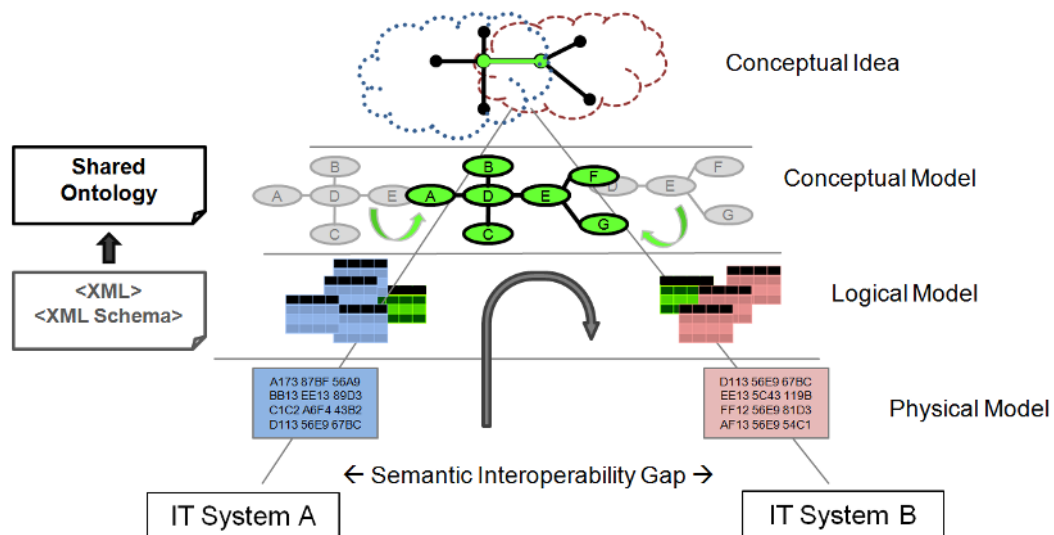 Conceptual Idea
Shared
Ontology
<XML>
<XML Schema>
B
A D E
C
B
A D E F
C G
D E F
G
Conceptual Model
Logical Model
A173 87BF 56A9
BB13 EE13 89D3
C1C2 A6F4 43B2
D113 56E9 67BC
D113 56E9 67BC
EE13 5C43 119B
FF12 56E9 81D3
AF13 56E9 54C1
Physical Model
← Semantic Interoperability Gap →
IT System A
IT System B